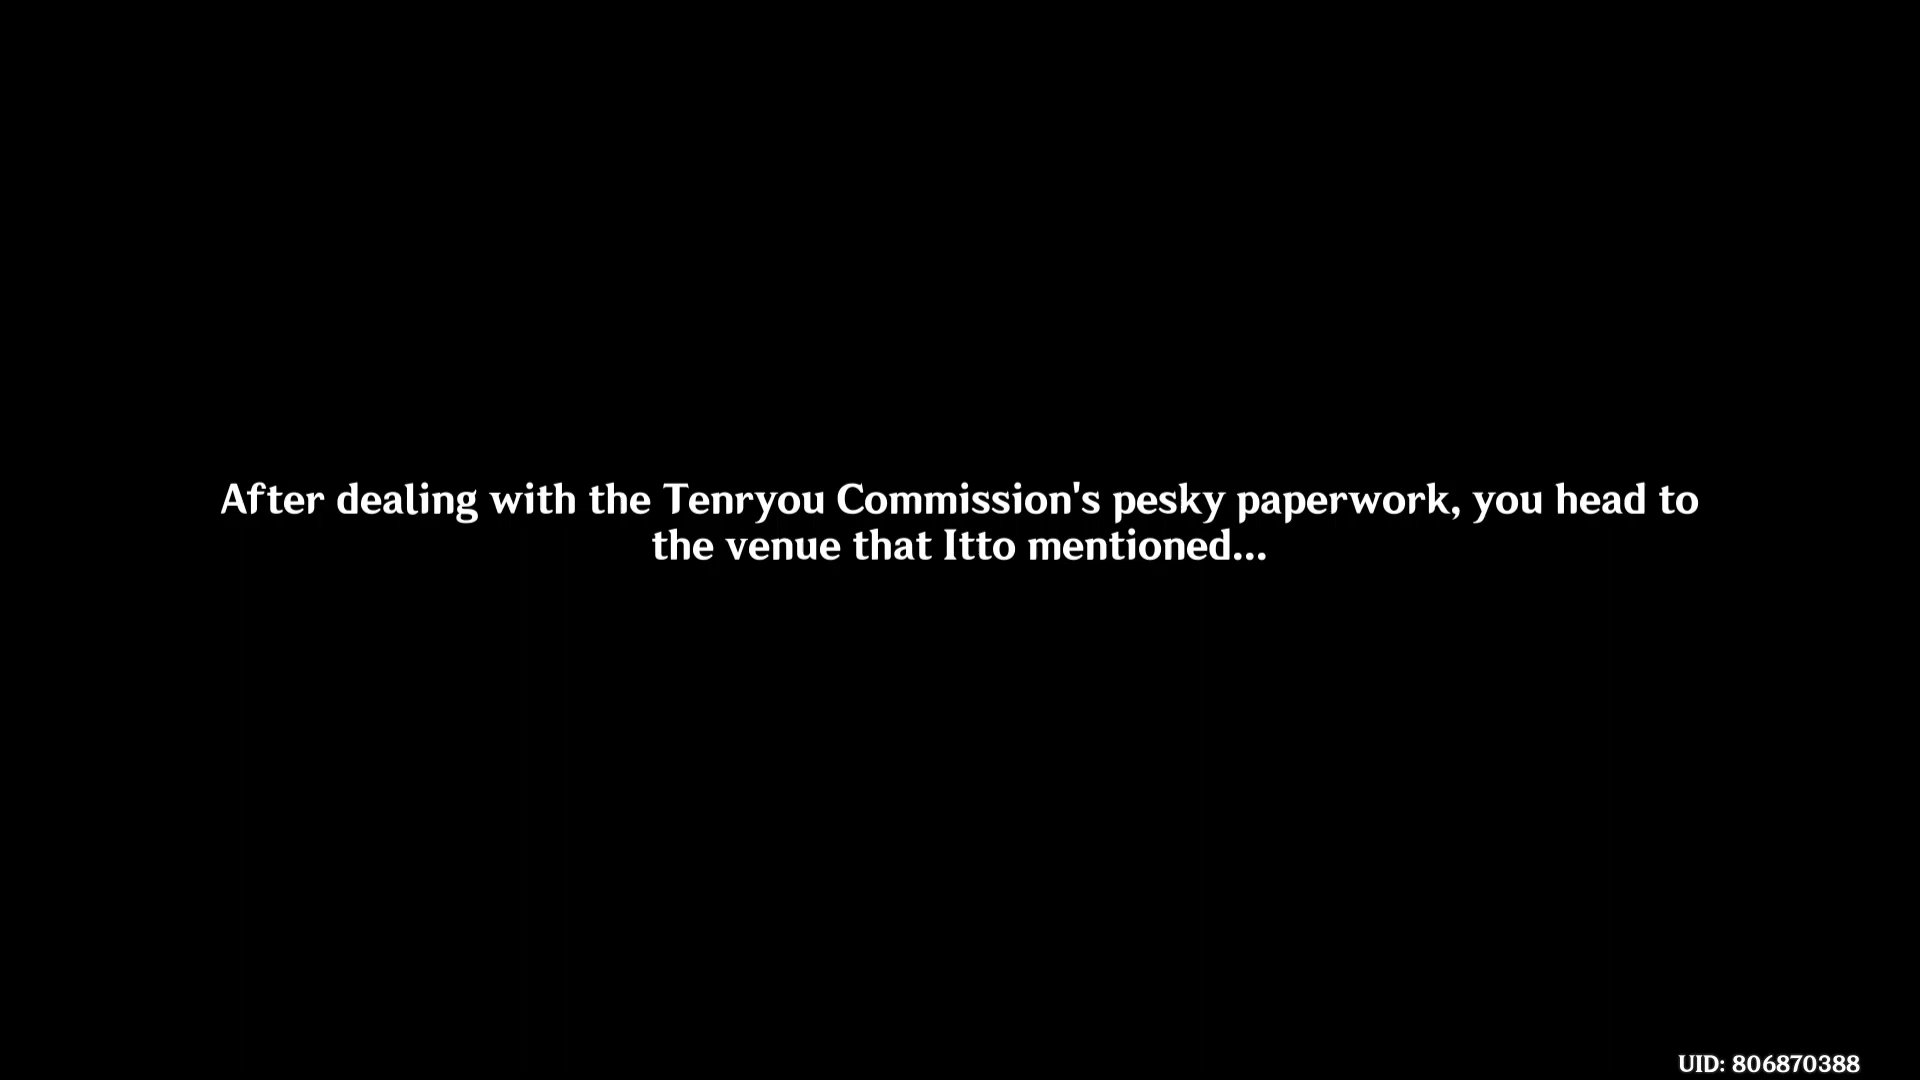 After dealing with the Tenryou Commission's pesky paperwork, you head to
the venue that Itto mentioned...
UID: 806870388